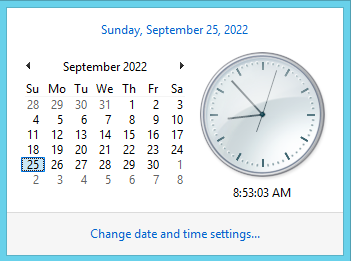 Sunday, September 25, 2022
September 2022
Su Mo Tu We Th Fr Sa
28 29 30 31 1 2 3
4 5 6 7 8 9 10
11 12 13 14 15 16 17
18 19 20 21 22 23 24
25 26 27 28 29 30 1
2 3 4 5 6 7 8
8:53:03 AM
Change date and time settings...